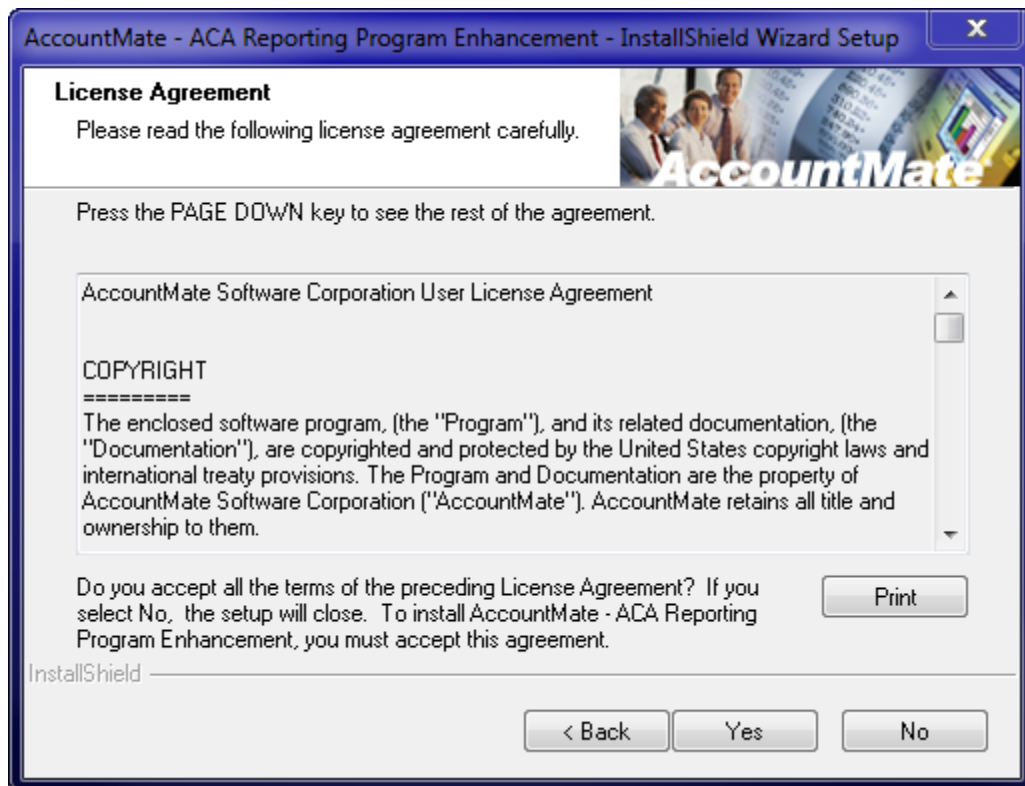 AccountMate - ACA Reporting Program Enhancement - InstallShield Wizard Setup
License Agreement
Please read the following license agreement carefully.
AccountMate
Press the PAGE DOWN key to see the rest of the agreement.
AccountMate Software Corporation User License Agreement
COPYRIGHT
=========
The enclosed software program, (the "Program"), and its related documentation, (the
"Documentation"), are copyrighted and protected by the United States copyright laws and
international treaty provisions. The Program and Documentation are the property of
AccountMate Software Corporation ("AccountMate"). AccountMate retains all title and
ownership to them.
Do you accept all the terms of the preceding License Agreement? If you
select No, the setup will close. To install AccountMate - ACA Reporting
Program Enhancement, you must accept this agreement.
Print
InstallShield
< Back
Yes
No